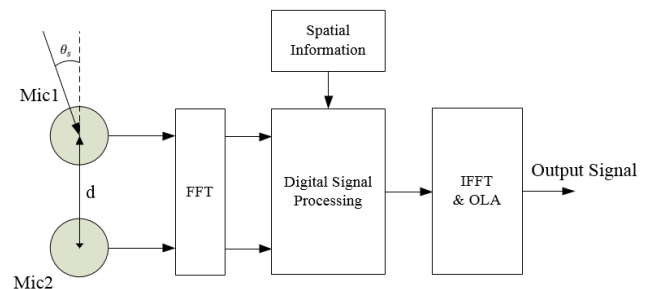 Spatial
Information
θs
Mic1
FFT
Digital Signal
Processing
IFFT
& OLA
Output Signal
d
Mic2